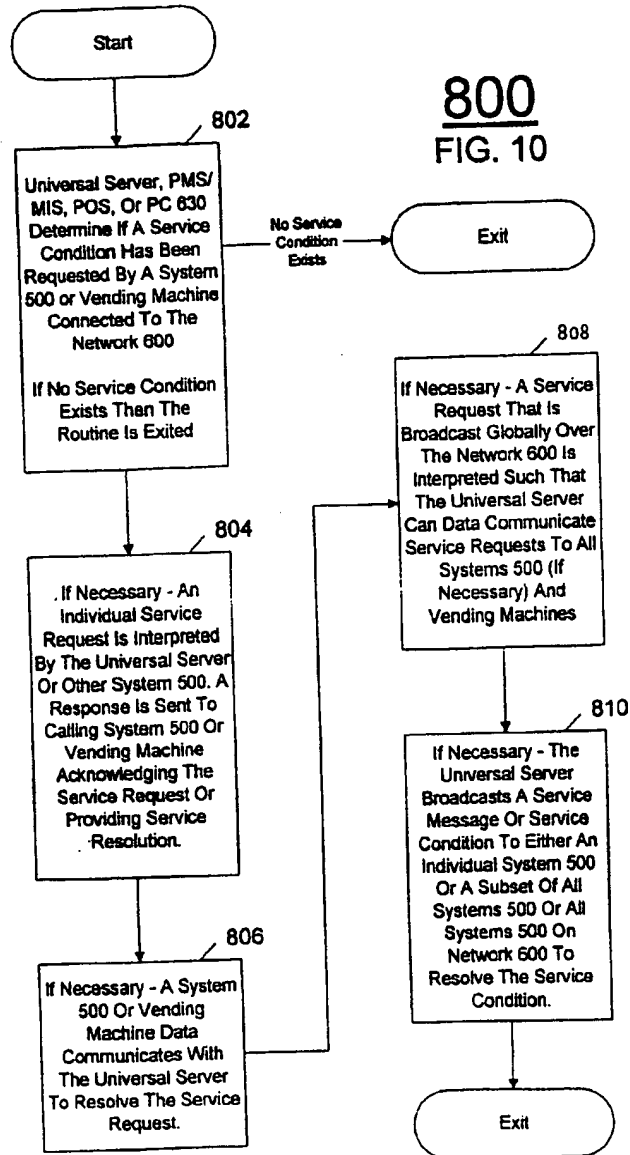 Start
800
FIG. 10
802
Universal Server, PMS/
MIS, POS, Or PC 630
Determine If A Service
Condition Has Been
Requested By A System
500 or Vending Machine
Connected To The
Network 600
If No Service Condition
Exists Then The
Routine Is Exited
No Service
Condition
Exists
Exit
804
. If Necessary - An
Individual Service
Request Is Interpreted
By The Universal Server
Or Other System 500. A
Response Is Sent To
Calling System 500 Or
Vending Machine
Acknowledging The
Service Request Or
Providing Service
Resolution.
806
If Necessary - A System
500 Or Vending
Machine Data
Communicates With
The Universal Server
To Resolve The Service
Request.
808
If Necessary - A Service
Request That Is
Broadcast Globally Over
The Network 600 Is
Interpreted Such That
The Universal Server
Can Data Communicate
Service Requests To All
Systems 500 (If
Necessary) And
Vending Machines
810
If Necessary - The
Universal Server
Broadcasts A Service
Message Or Service
Condition To Either An
Individual System 500
Or A Subset Of All
Systems 500 Or All
Systems 500 On
Network 600 To
Resolve The Service
Condition.
Exit